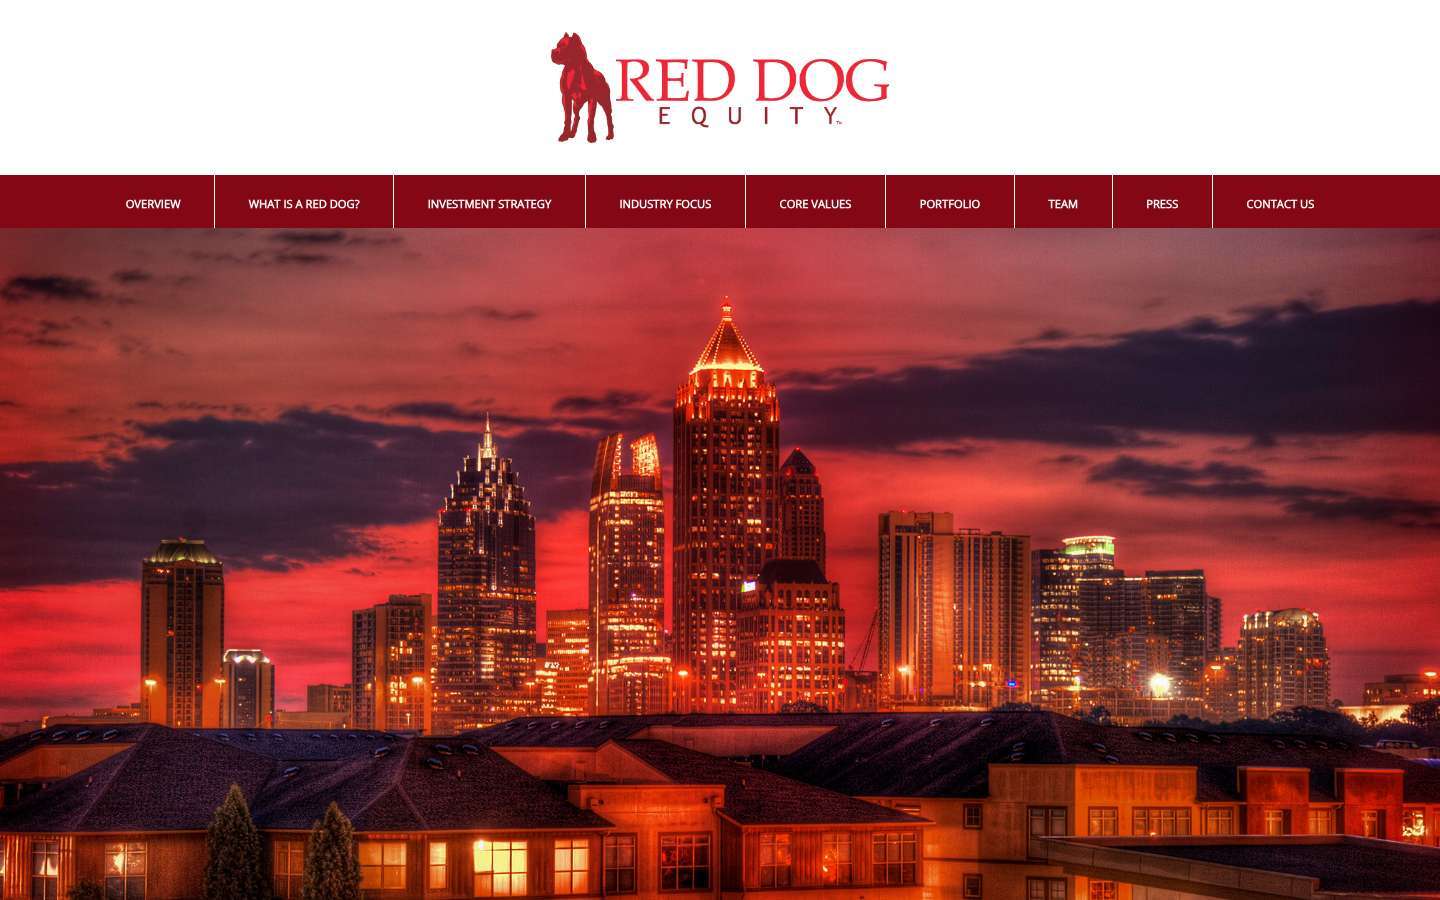 RED DOG
EQUITY™
OVERVIEW
WHAT IS A RED DOG?
INVESTMENT STRATEGY
INDUSTRY FOCUS
CORE VALUES
PORTFOLIO
TEAM
PRESS
CONTACT US